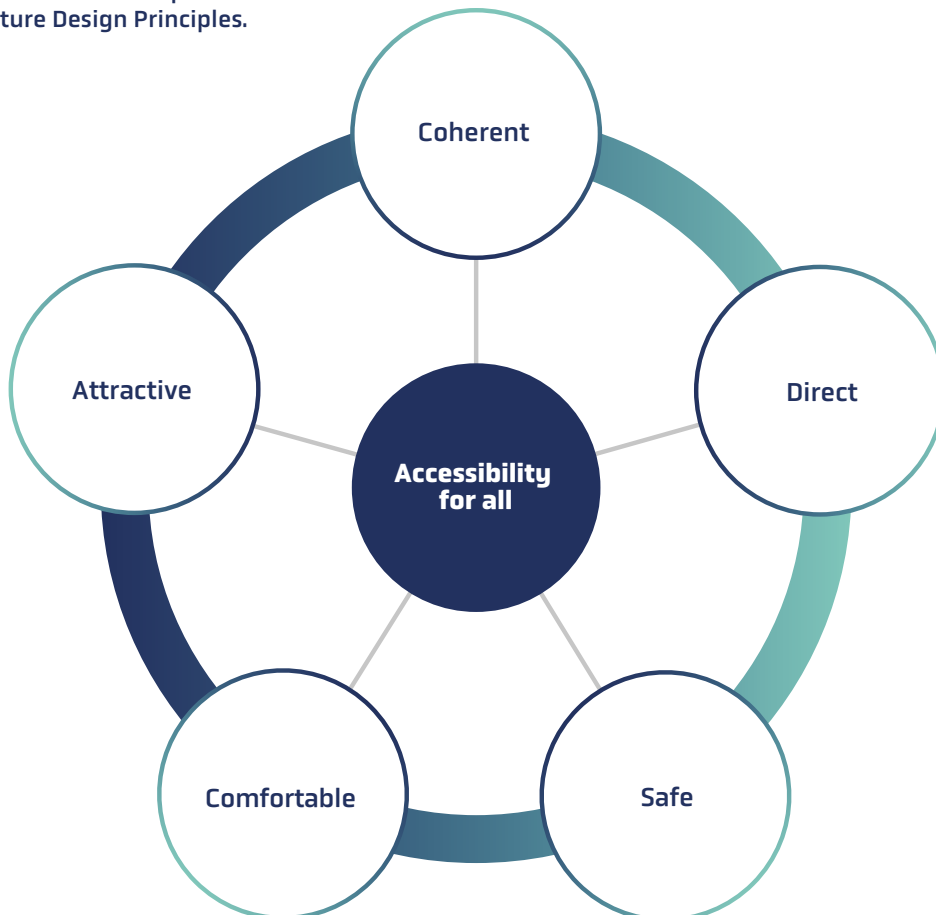 ture Design Principles.
Coherent
Attractive
Direct
Accessibility
for all
Comfortable
Safe